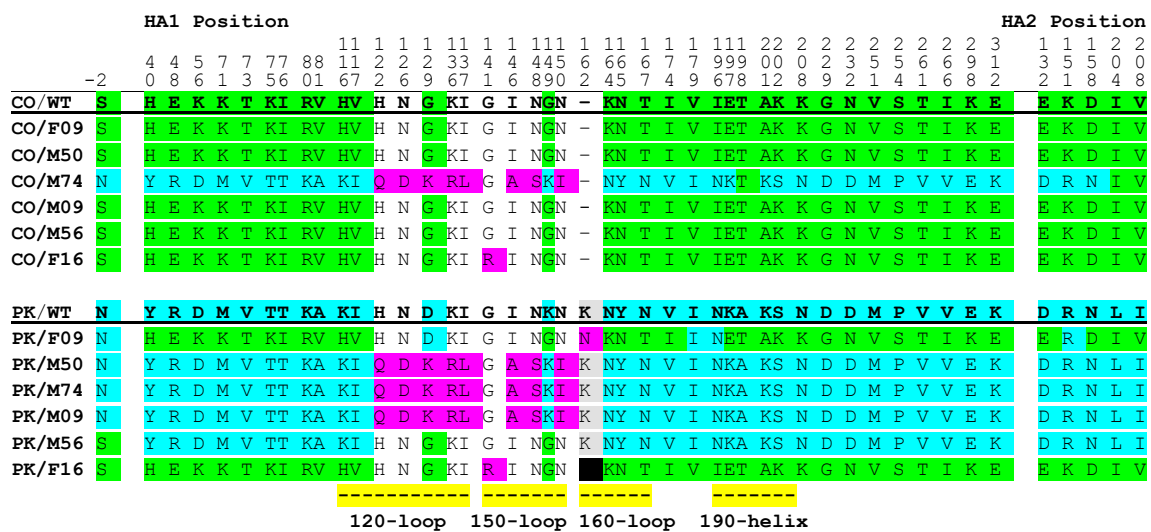 HA1 Position HA2 Position
11 1 1 1 11 1 1 111 1 11 1 1 1 111 22 2 2 2 2 2 2 2 2 3 1 1 2 2
4 4 5 7 7 77 88 11 2 2 2 33 4 4 445 6 66 6 7 7 999 00 0 2 3 5 5 6 6 9 1 3 5 0 0
-2 0 8 6 1 3 56 01 67 2 6 9 67 1 6 890 2 45 7 7 9 678 02 1 2 8 2 2 8 4 8
CO/WT S H E K K T KI RV HV H N G KI G I NGN - KN T I V IET AK K G N V S T I K E E K D I V
CO/F09 S H E K K T KI RV HV H N G KI G I NGN - KN T I V IET AK K G N V S T I K E E K D I V
CO/M50 S H E K K T KI RV HV H N G KI G I NGN - KN T I V IET AK K G N V S T I K E E K D I V
CO/M74 N Y R D M V TT KA KI Q D K RL G A SKI - NY N V I NKT KS N D D M P V V E K D R N I V
CO/M09 S H E K K T KI RV HV H N G KI G I NGN - KN T I V IET AK K G N V S T I K E E K D I V
CO/M56 S H E K K T KI RV HV H N G KI G I NGN - KN T I V IET AK K G N V S T I K E E K D I V
CO/F16 S H E K K T KI RV HV H N G KI R I NGN - KN T I V IET AK K G N V S T I K E E K D I V
PK/WT N Y R D M V TT KA KI H N D KI G I NKN K NY N V I NKA KS N D D M P V V E K D R N L I
PK/F09 N H E K K T KI RV HV H N D KI G I NGN N KN T I I NET AK K G N V S T I K E E R D I V
PK/M50 N Y R D M V TT KA KI Q D K RL G A SKI K NY N V I NKA KS N D D M P V V E K D R N L I
PK/M74 N Y R D M V TT KA KI Q D K RL G A SKI K NY N V I NKA KS N D D M P V V E K D R N L I
PK/M09 N Y R D M V TT KA KI Q D K RL G A SKI K NY N V I NKA KS N D D M P V V E K D R N L I
PK/M56 S Y R D M V TT KA KI H N G KI G I NGN K NY N V I NKA KS N D D M P V V E K D R N L I
PK/F16 S H E K K T KI RV HV H N G KI R I NGN KN T I V IET AK K G N V S T I K E E K D I V
----------- ------- ------ -------
120-loop 150-loop 160-loop 190-helix